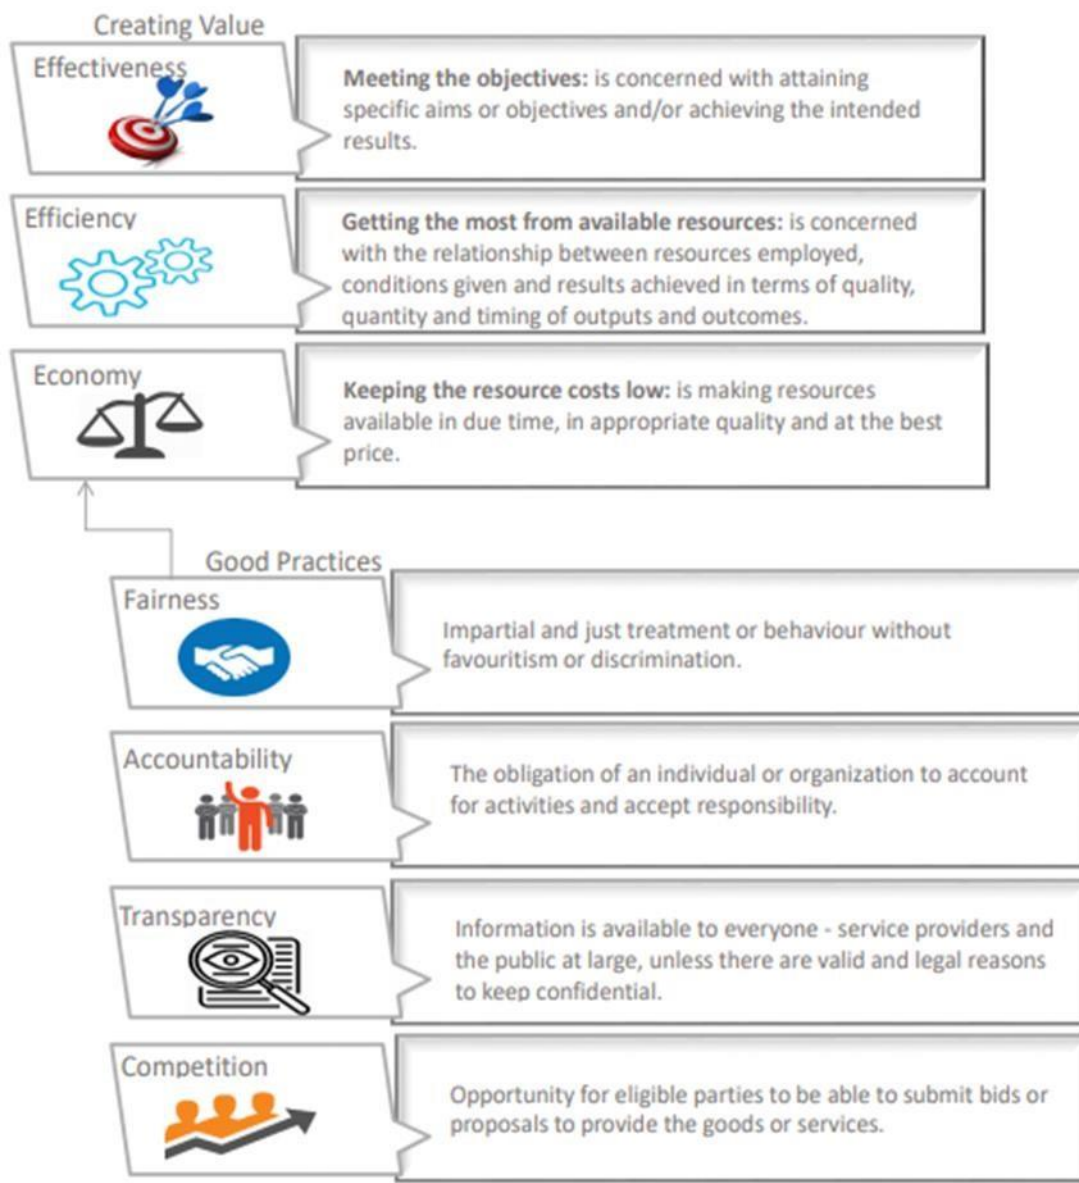 Creating Value
Effectiveness
Meeting the objectives: is concerned with attaining
specific aims or objectives and/or achieving the intended
results.
Efficiency
Getting the most from available resources: is concerned
with the relationship between resources employed,
conditions given and results achieved in terms of quality,
quantity and timing of outputs and outcomes.
Economy
Keeping the resource costs low: is making resources
available in due time, in appropriate quality and at the best
price.
Good Practices
Fairness
Impartial and just treatment or behaviour without
favouritism or discrimination.
Accountability
The obligation of an individual or organization to account
for activities and accept responsibility.
Transparency
Information is available to everyone - service providers and
the public at large, unless there are valid and legal reasons
to keep confidential.
Competition
Opportunity for eligible parties to be able to submit bids or
proposals to provide the goods or services.